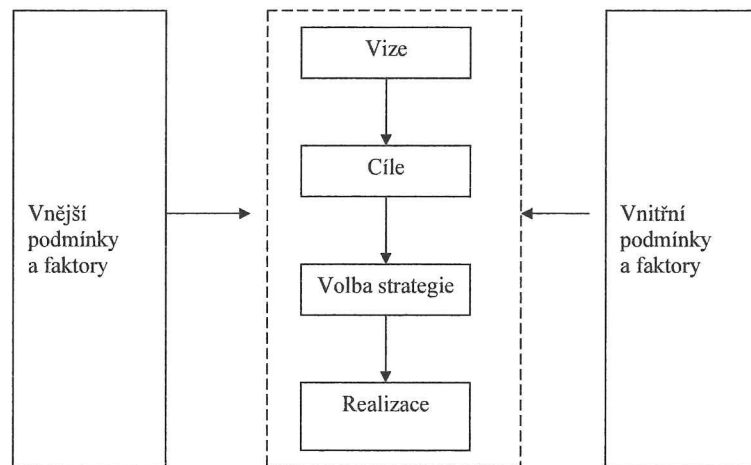 Vize
Cíle
Vnější
podmínky
a faktory
Vnitřní
podmínky
a faktory
Volba strategie
Realizace